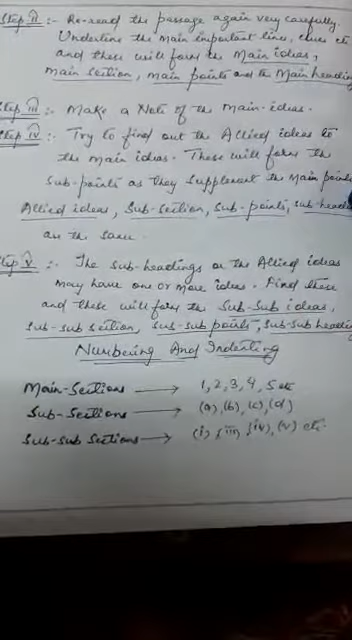 Step II :- Re-read the passage again very carefully.
Underline the main important lines, clues etc
and these will form the Main ideas,
Main section, main points and the Main heading
Step III :- Make a Note of the main-ideas.
Step IV :- Try to find out the Allied ideas to
the main ideas. These will form the
Sub-points as they supplement the Main points
Allied ideas, Sub-section, Sub-points, sub-heads
are the same.
Step V :- The sub-headings or the Allied ideas
may have one or more ideas. Find these
and these will form the Sub-Sub ideas,
Sub-sub section, sub-sub points, sub-sub heading
Numbering And Indenting
Main-Sections → 1, 2, 3, 4, 5 etc
Sub-Sections → (a), (b), (c), (d)
Sub-Sub Sections → (i), (iii), (iv), (v) etc.